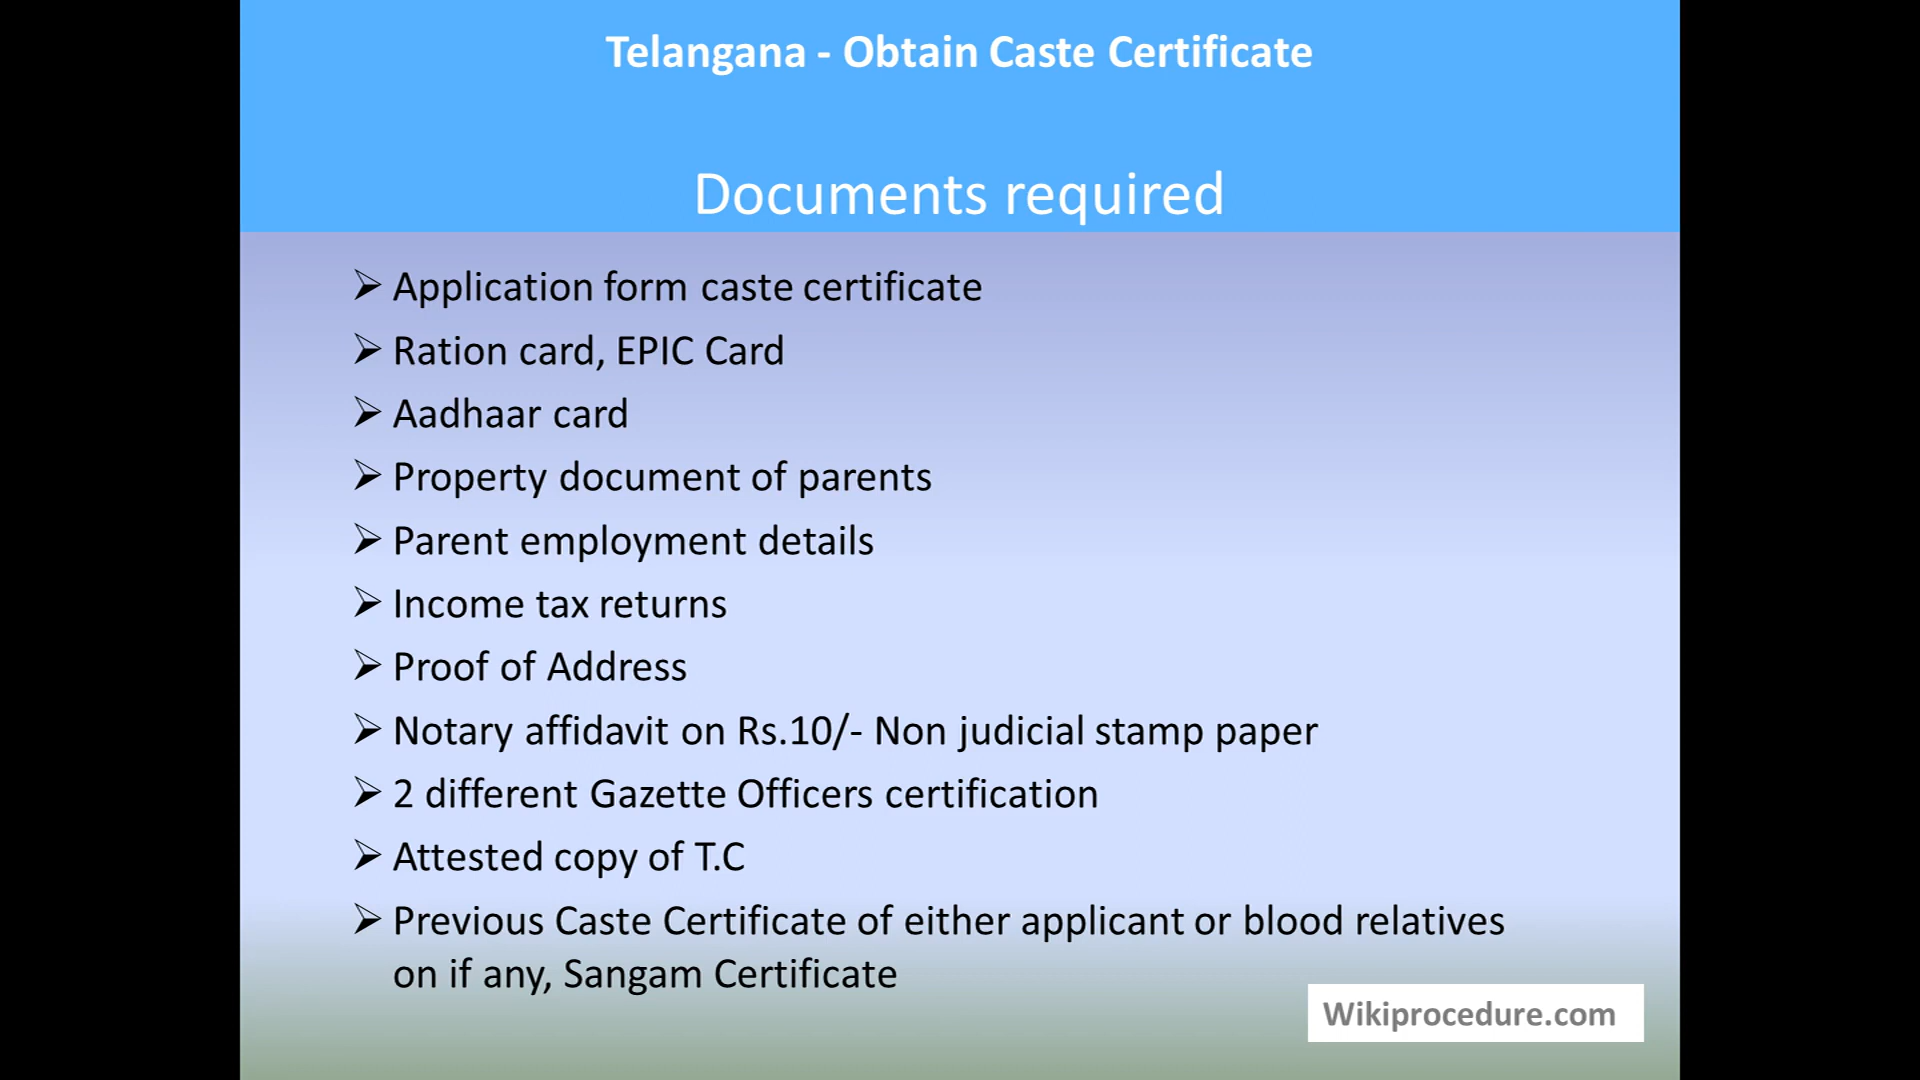 Telangana - Obtain Caste Certificate
Documents required
➢ Application form caste certificate
➢ Ration card, EPIC Card
➢ Aadhaar card
➢ Property document of parents
➢ Parent employment details
➢ Income tax returns
➢ Proof of Address
➢ Notary affidavit on Rs.10/- Non judicial stamp paper
➢ 2 different Gazette Officers certification
➢ Attested copy of T.C
➢ Previous Caste Certificate of either applicant or blood relatives
on if any, Sangam Certificate
Wikiprocedure.com